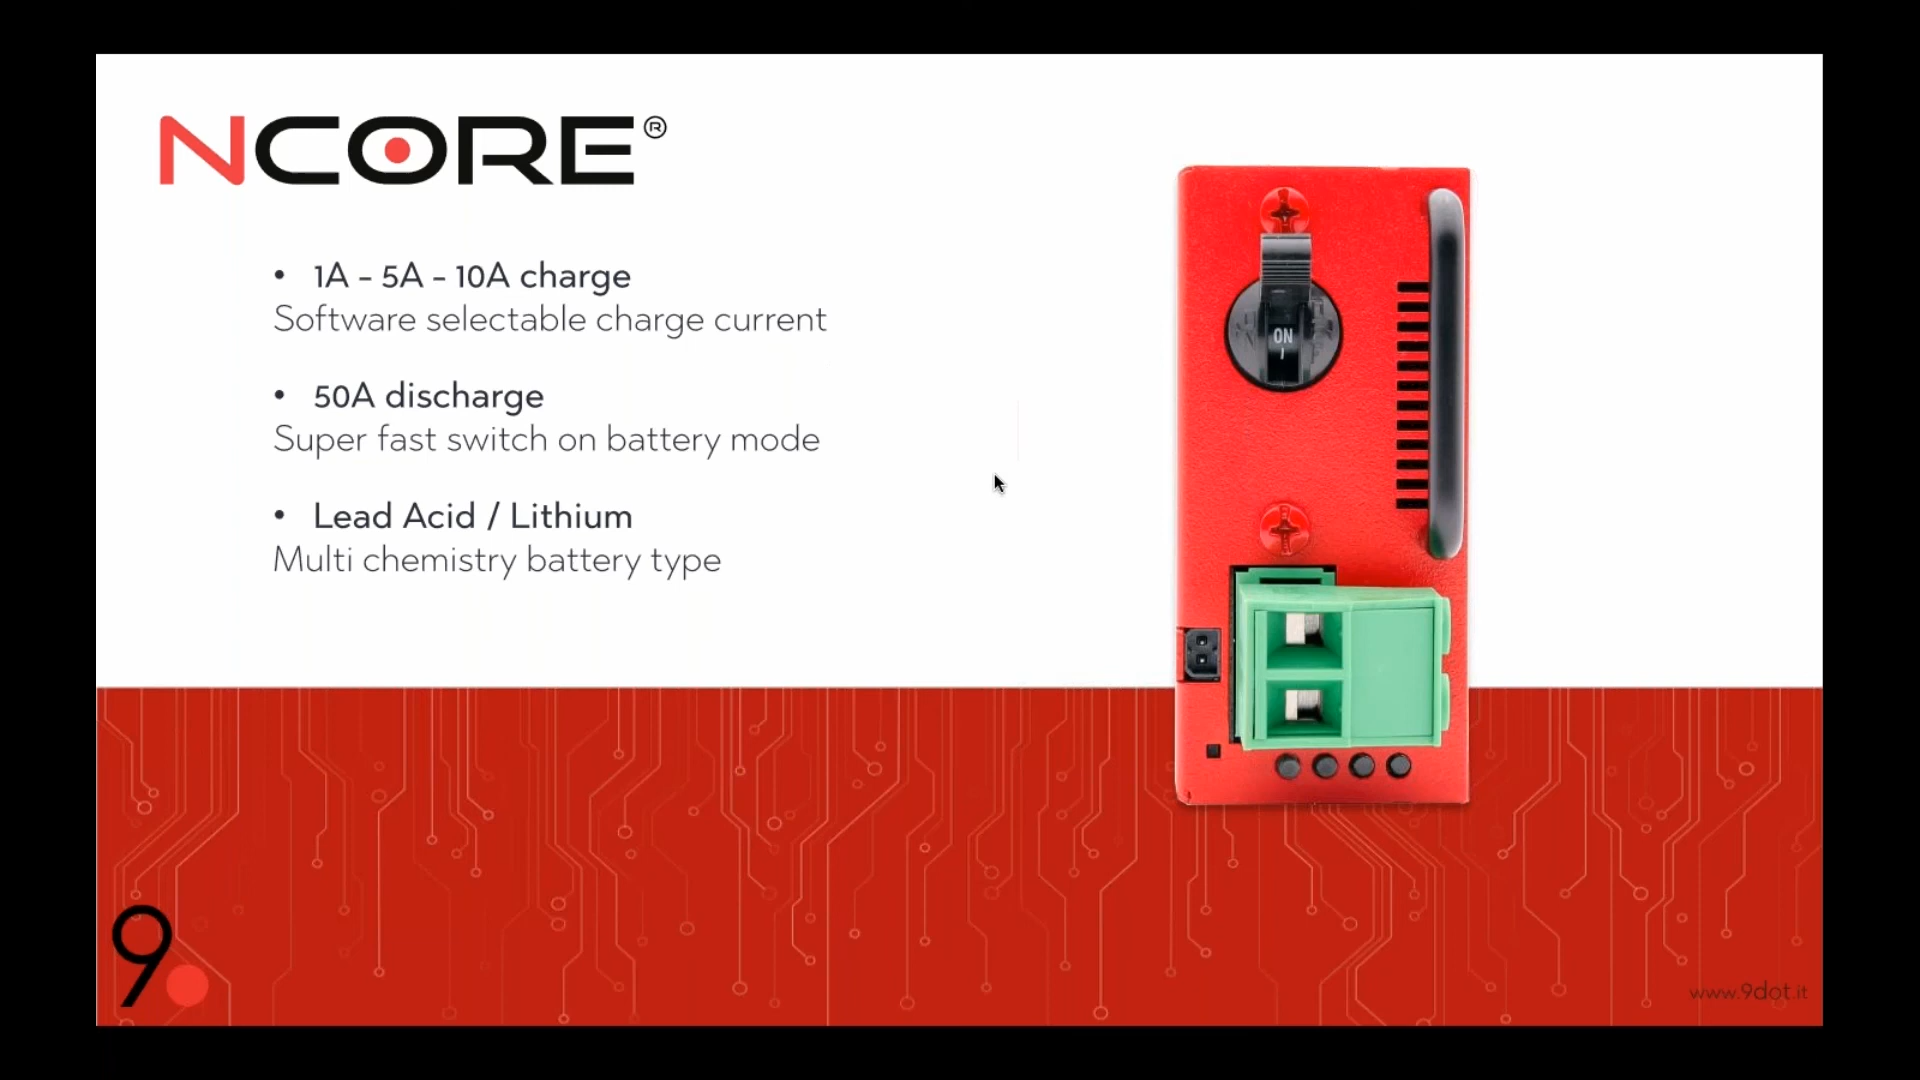 NCORE®
• 1A - 5A - 10A charge
Software selectable charge current
• 50A discharge
Super fast switch on battery mode
• Lead Acid / Lithium
Multi chemistry battery type
ON
9
www.9dot.it